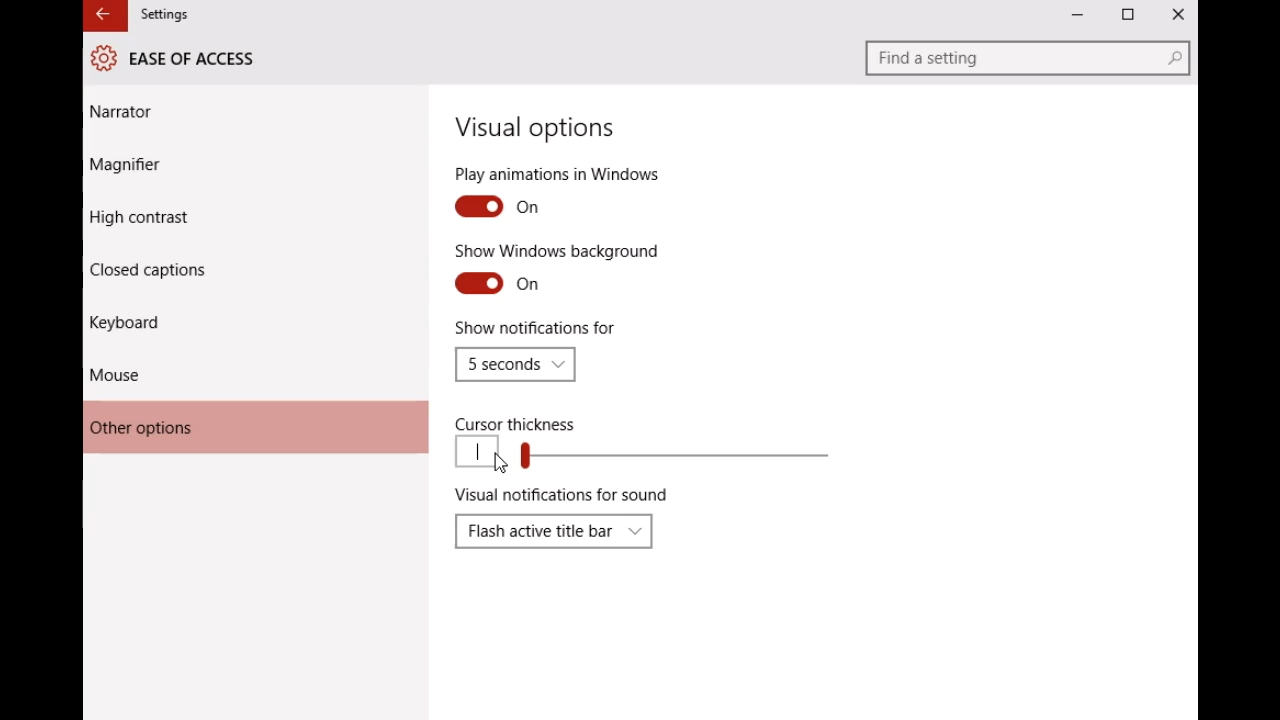 Settings
EASE OF ACCESS
Find a setting
Narrator
Magnifier
High contrast
Closed captions
Keyboard
Mouse
Other options
Visual options
Play animations in Windows
On
Show Windows background
On
Show notifications for
5 seconds
Cursor thickness
Visual notifications for sound
Flash active title bar